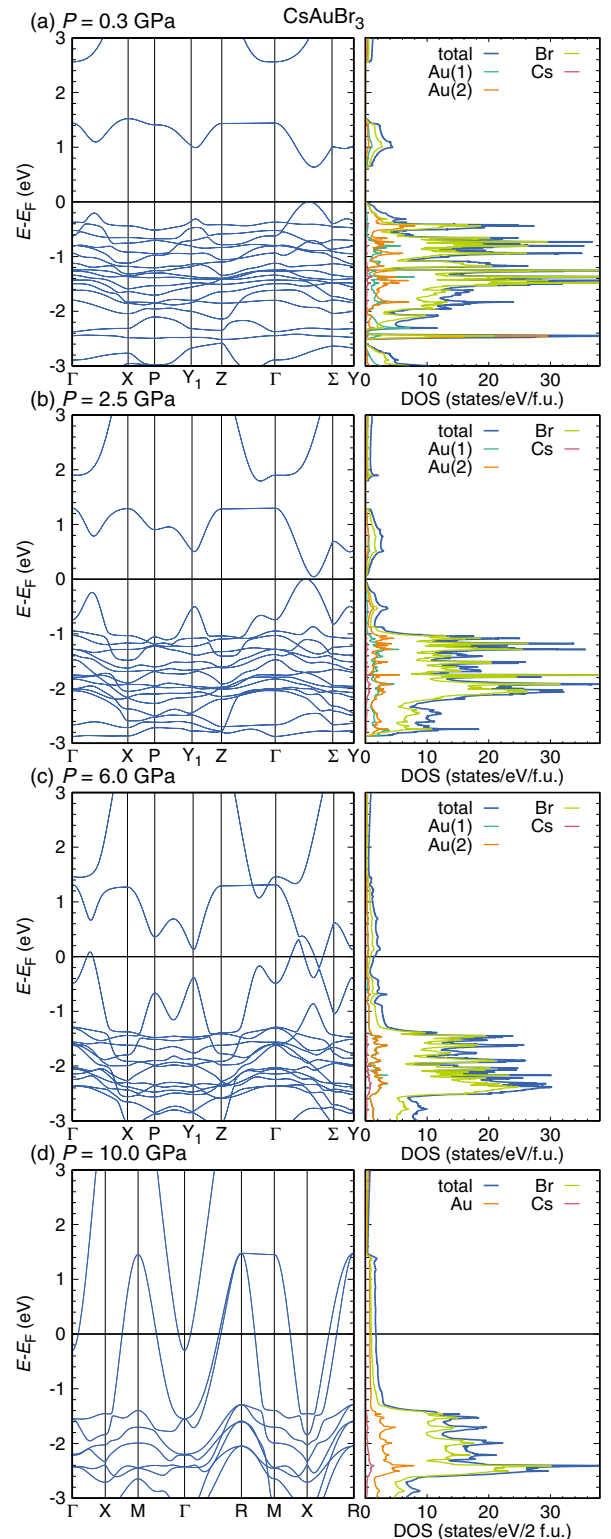 (a) P = 0.3 GPa CsAuBr3
3
2
1
0
-1
-2
-3
E-EF (eV)
Γ X P Y1 Z Γ Σ Y
total Br
Au(1) Cs
Au(2)
0 10 20 30
DOS (states/eV/f.u.)
(b) P = 2.5 GPa
3
2
1
0
-1
-2
-3
E-EF (eV)
Γ X P Y1 Z Γ Σ Y
total Br
Au(1) Cs
Au(2)
0 10 20 30
DOS (states/eV/f.u.)
(c) P = 6.0 GPa
3
2
1
0
-1
-2
-3
E-EF (eV)
Γ X P Y1 Z Γ Σ Y
total Br
Au(1) Cs
Au(2)
0 10 20 30
DOS (states/eV/f.u.)
(d) P = 10.0 GPa
3
2
1
0
-1
-2
-3
E-EF (eV)
Γ X M Γ R M X R
total Br
Au Cs
0 10 20 30
DOS (states/eV/2 f.u.)